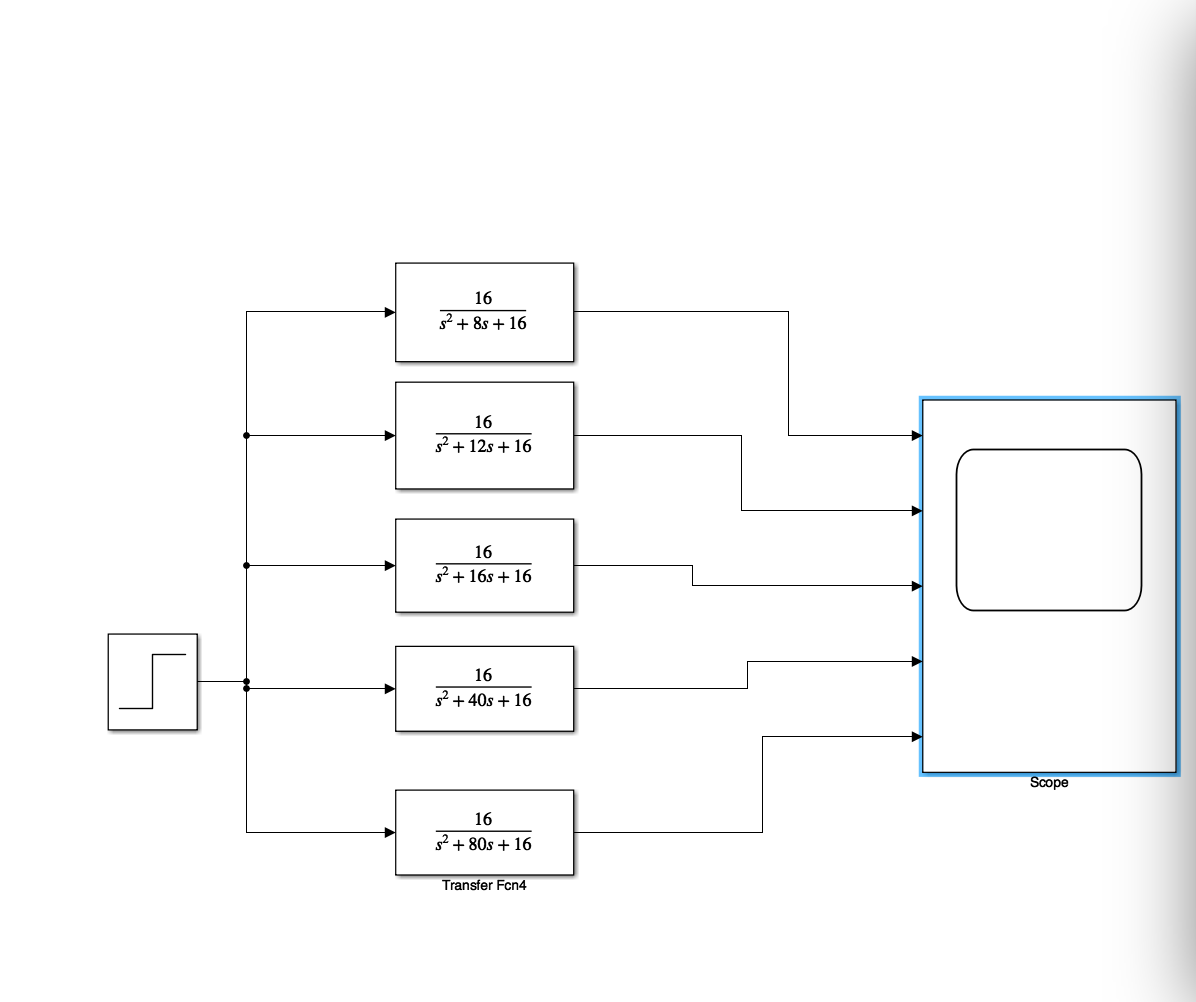 16
s² + 8s + 16
16
s² + 12s + 16
16
s² + 16s + 16
16
s² + 40s + 16
Scope
16
s² + 80s + 16
Transfer Fcn4